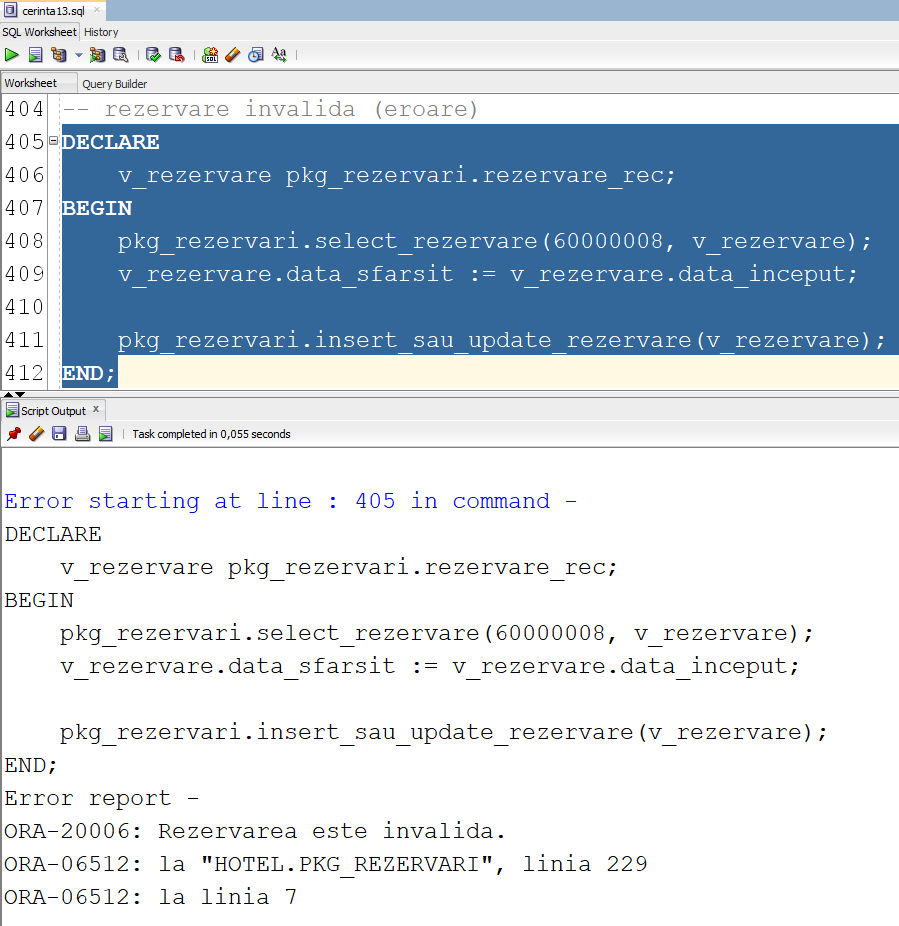 cerinta13.sql ×
SQL Worksheet History
Worksheet Query Builder
404 -- rezervare invalida (eroare)
405 DECLARE
406     v_rezervare pkg_rezervari.rezervare_rec;
407 BEGIN
408     pkg_rezervari.select_rezervare(60000008, v_rezervare);
409     v_rezervare.data_sfarsit := v_rezervare.data_inceput;
410
411     pkg_rezervari.insert_sau_update_rezervare(v_rezervare);
412 END;
Script Output ×
Task completed in 0,055 seconds
Error starting at line : 405 in command -
DECLARE
    v_rezervare pkg_rezervari.rezervare_rec;
BEGIN
    pkg_rezervari.select_rezervare(60000008, v_rezervare);
    v_rezervare.data_sfarsit := v_rezervare.data_inceput;
    pkg_rezervari.insert_sau_update_rezervare(v_rezervare);
END;
Error report -
ORA-20006: Rezervarea este invalida.
ORA-06512: la "HOTEL.PKG_REZERVARI", linia 229
ORA-06512: la linia 7